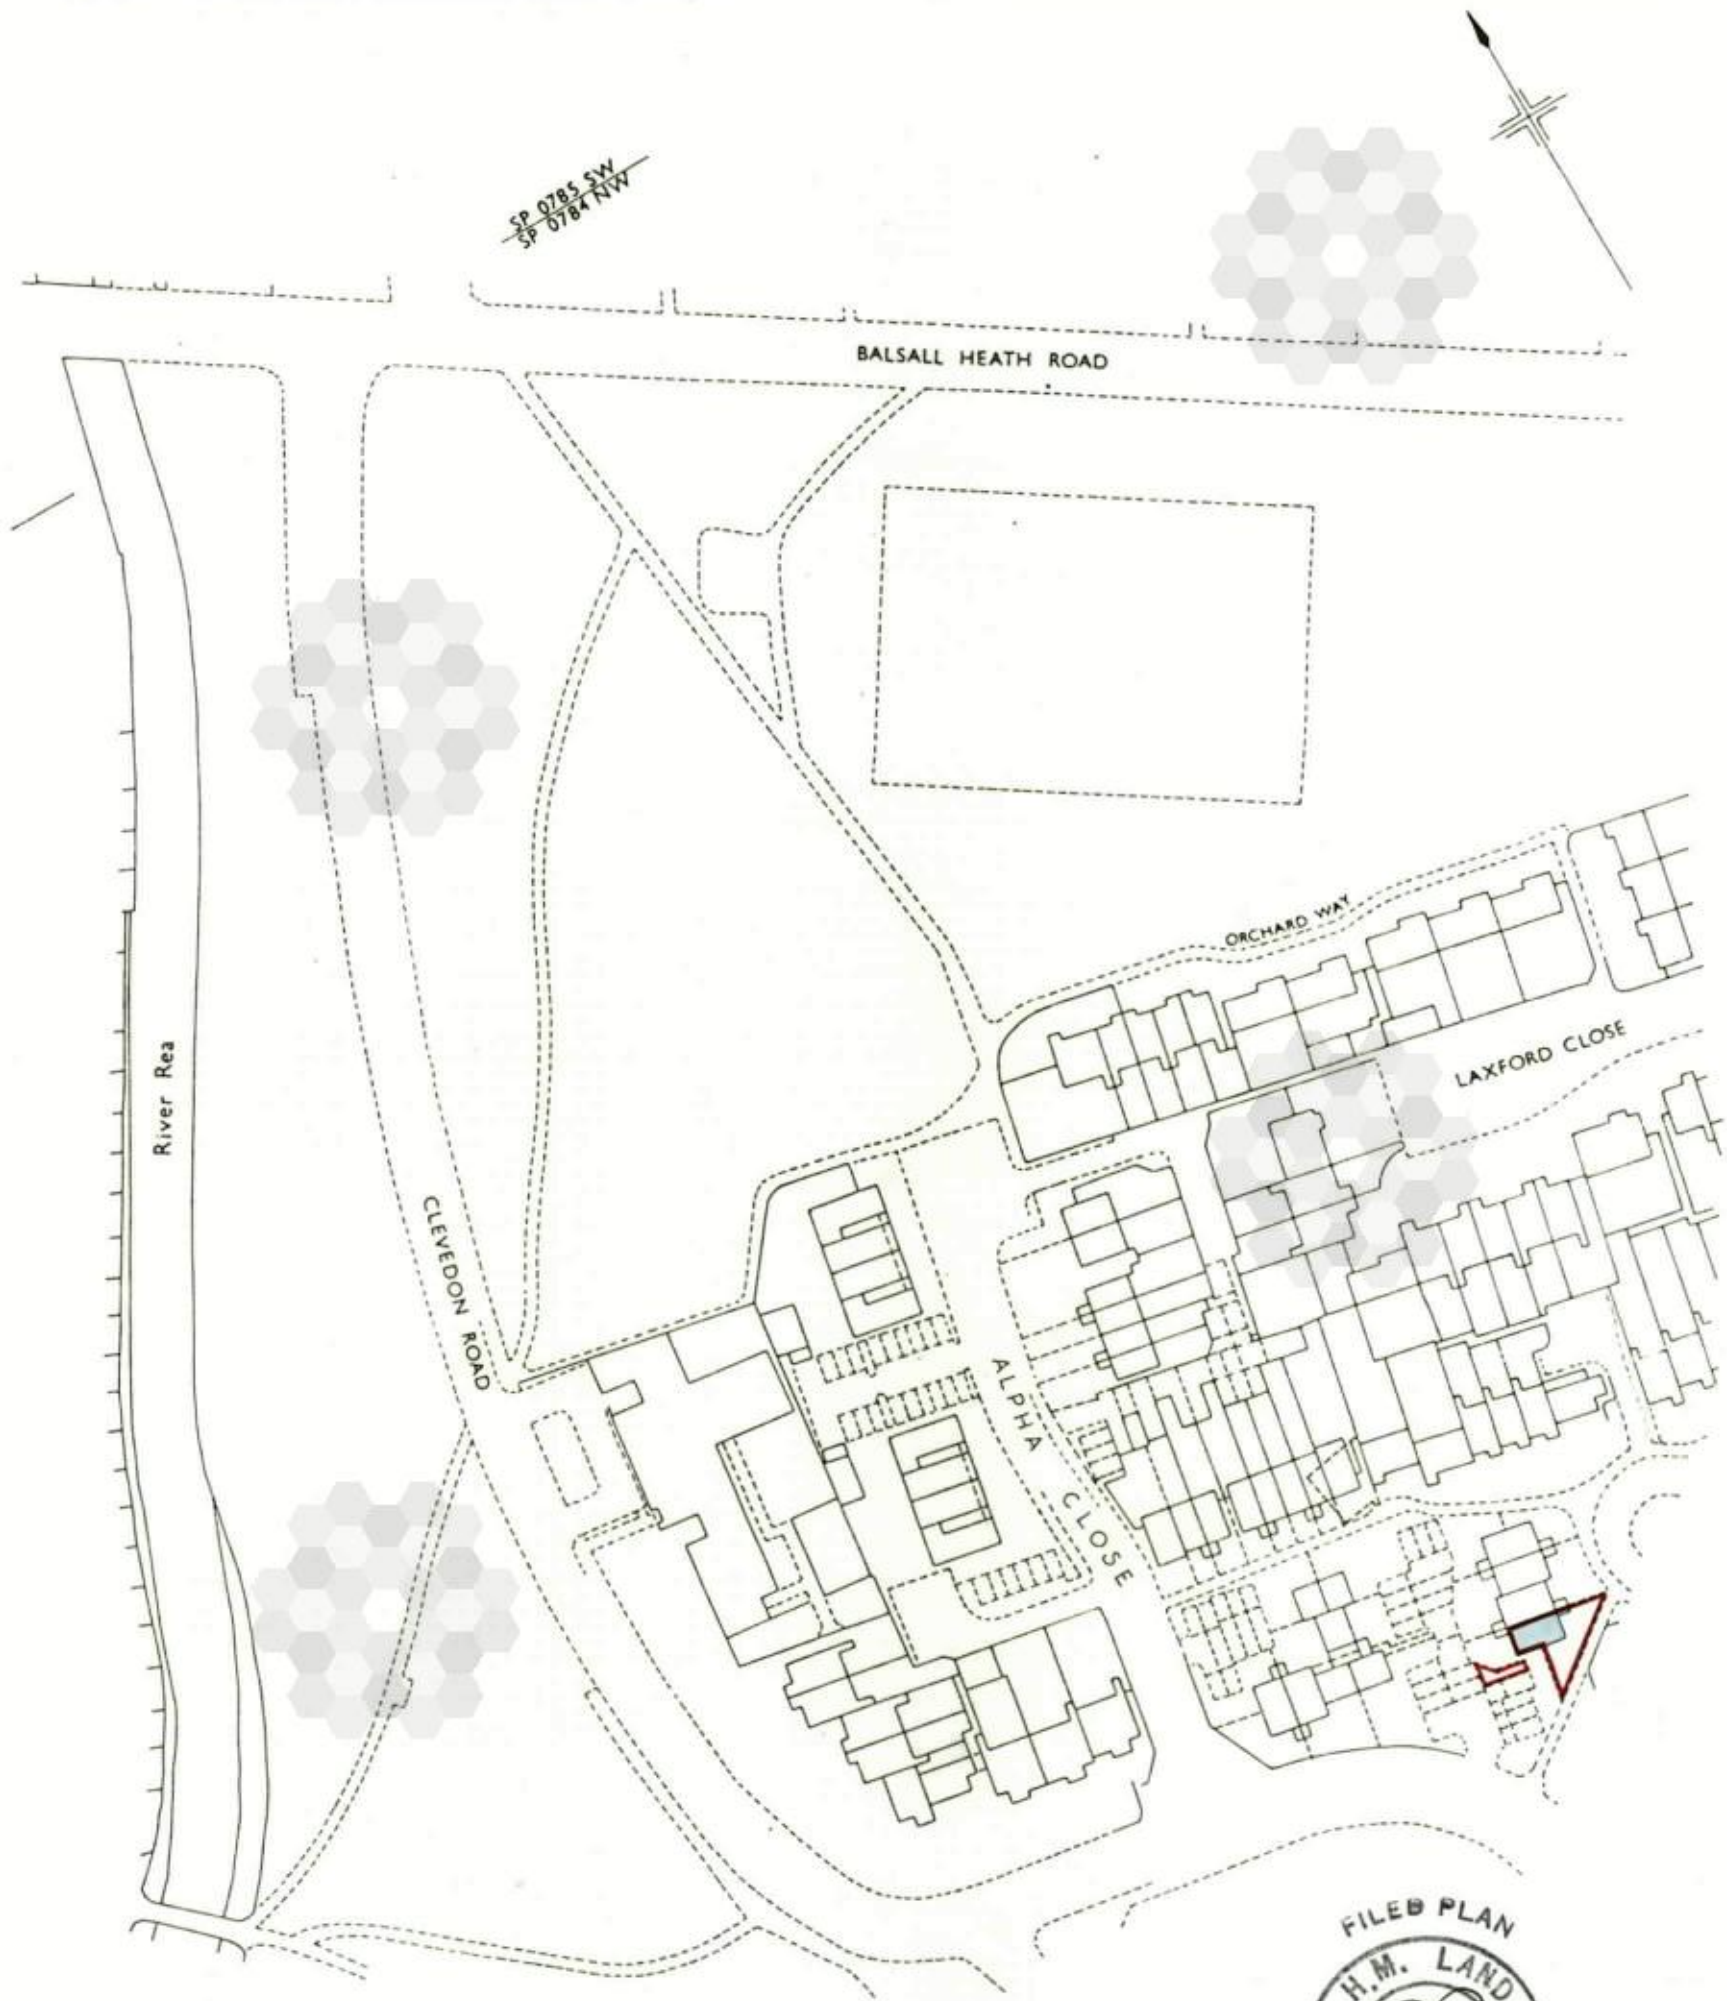 SP 0785 SW
SP 0784 NW
BALSALL HEATH ROAD
ORCHARD WAY
LAXFORD CLOSE
River Rea
CLEVEDON ROAD
ALPHA CLOSE
FILED PLAN
H.M. LAND